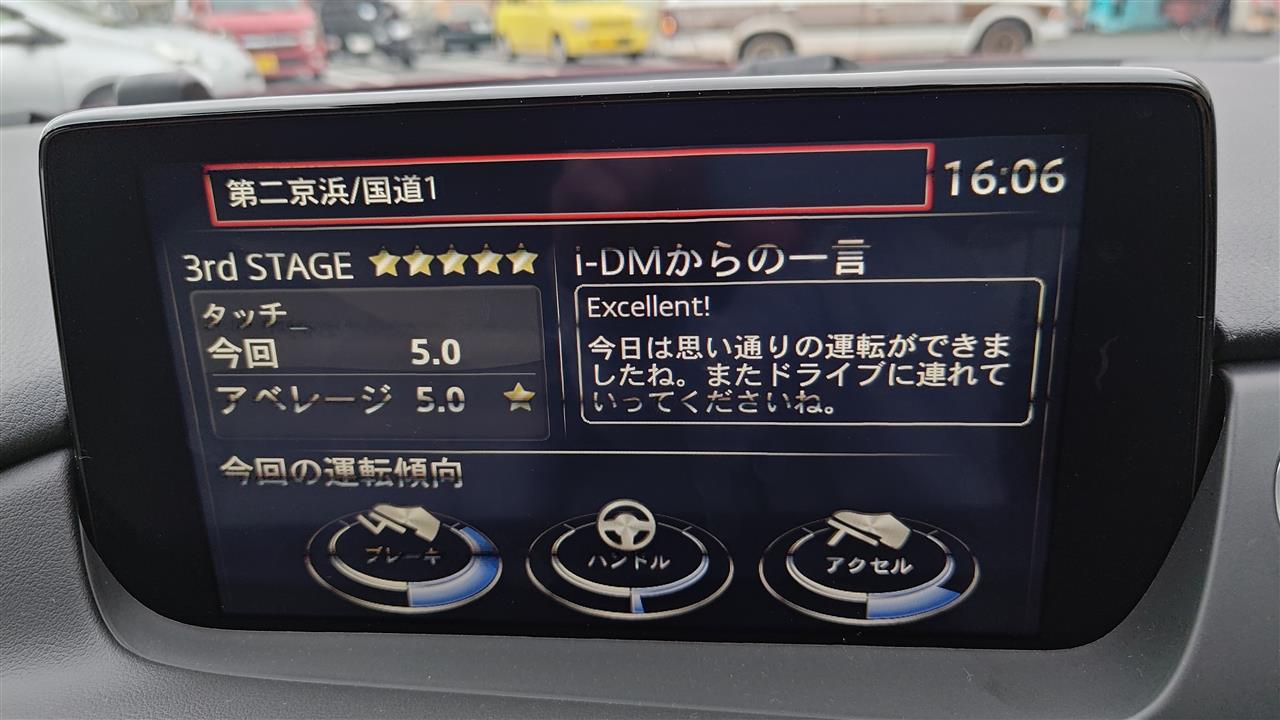 第二京浜/国道1
16:06
3rd STAGE
i-DMからの一言
タッチ
今回 5.0
アベレージ 5.0
Excellent!
今日は思い通りの運転ができま
したね。またドライブに連れて
いってくださいね。
今回の運転傾向
ブレーキ
ハンドル
アクセル